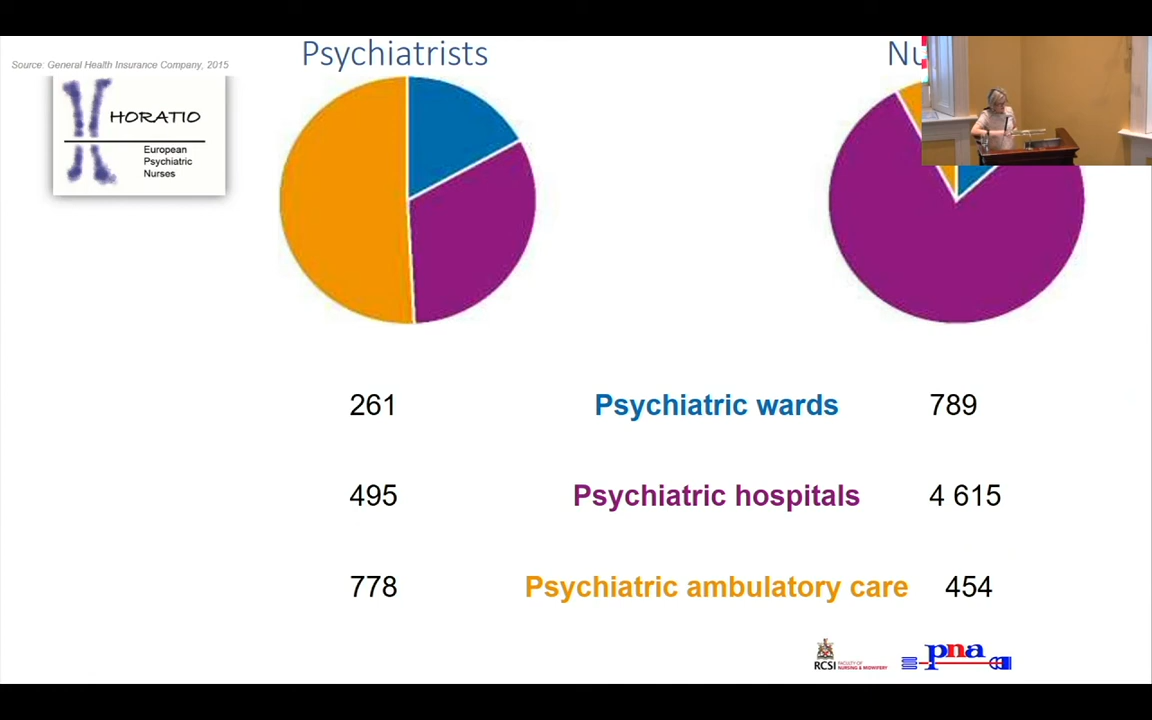 Psychiatrists
Source: General Health Insurance Company, 2015
HORATIO
European
Psychiatric
Nurses
261 Psychiatric wards 789
495 Psychiatric hospitals 4 615
778 Psychiatric ambulatory care 454
RCSI FACULTY OF
NURSING & MIDWIFERY
pna